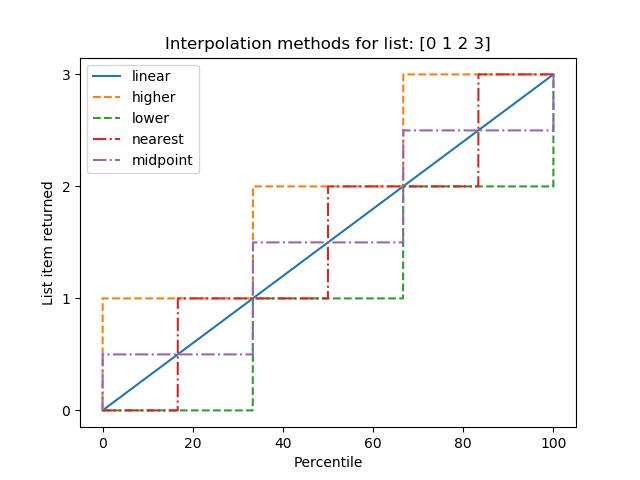 Interpolation methods for list: [0 1 2 3]
linear
higher
lower
nearest
midpoint
List item returned
3
2
1
0
0 20 40 60 80 100
Percentile